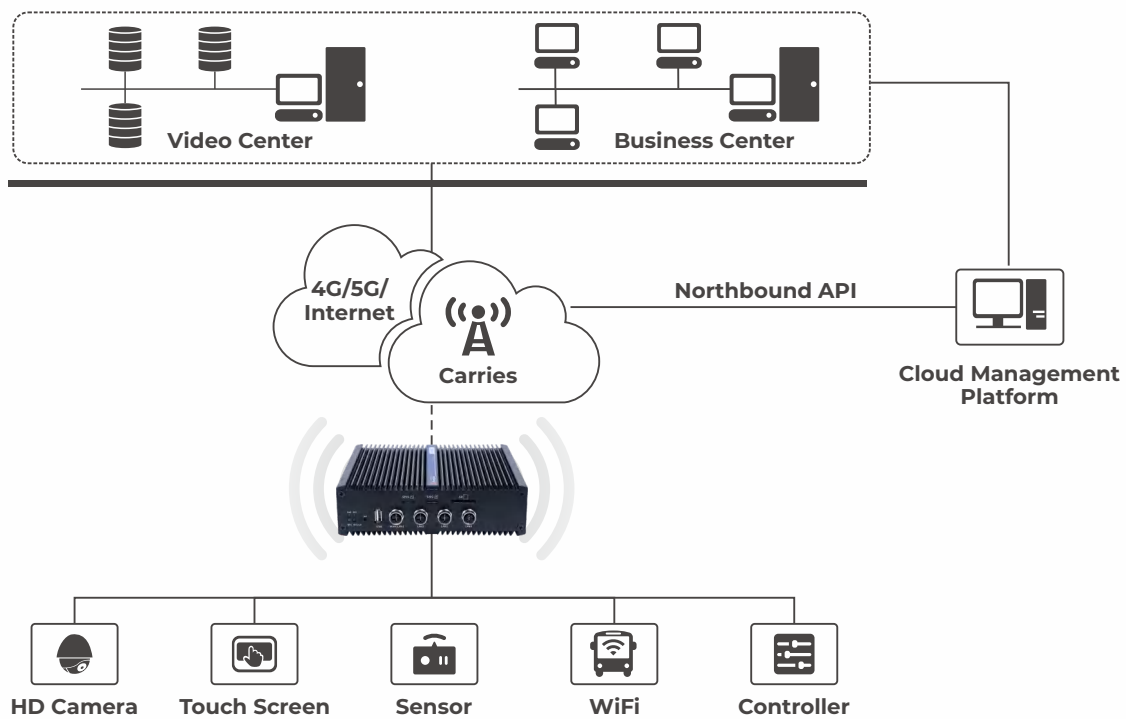 Video Center
Business Center
4G/5G/
Internet
Northbound API
Carries
Cloud Management
Platform
HD Camera
Touch Screen
Sensor
WiFi
Controller